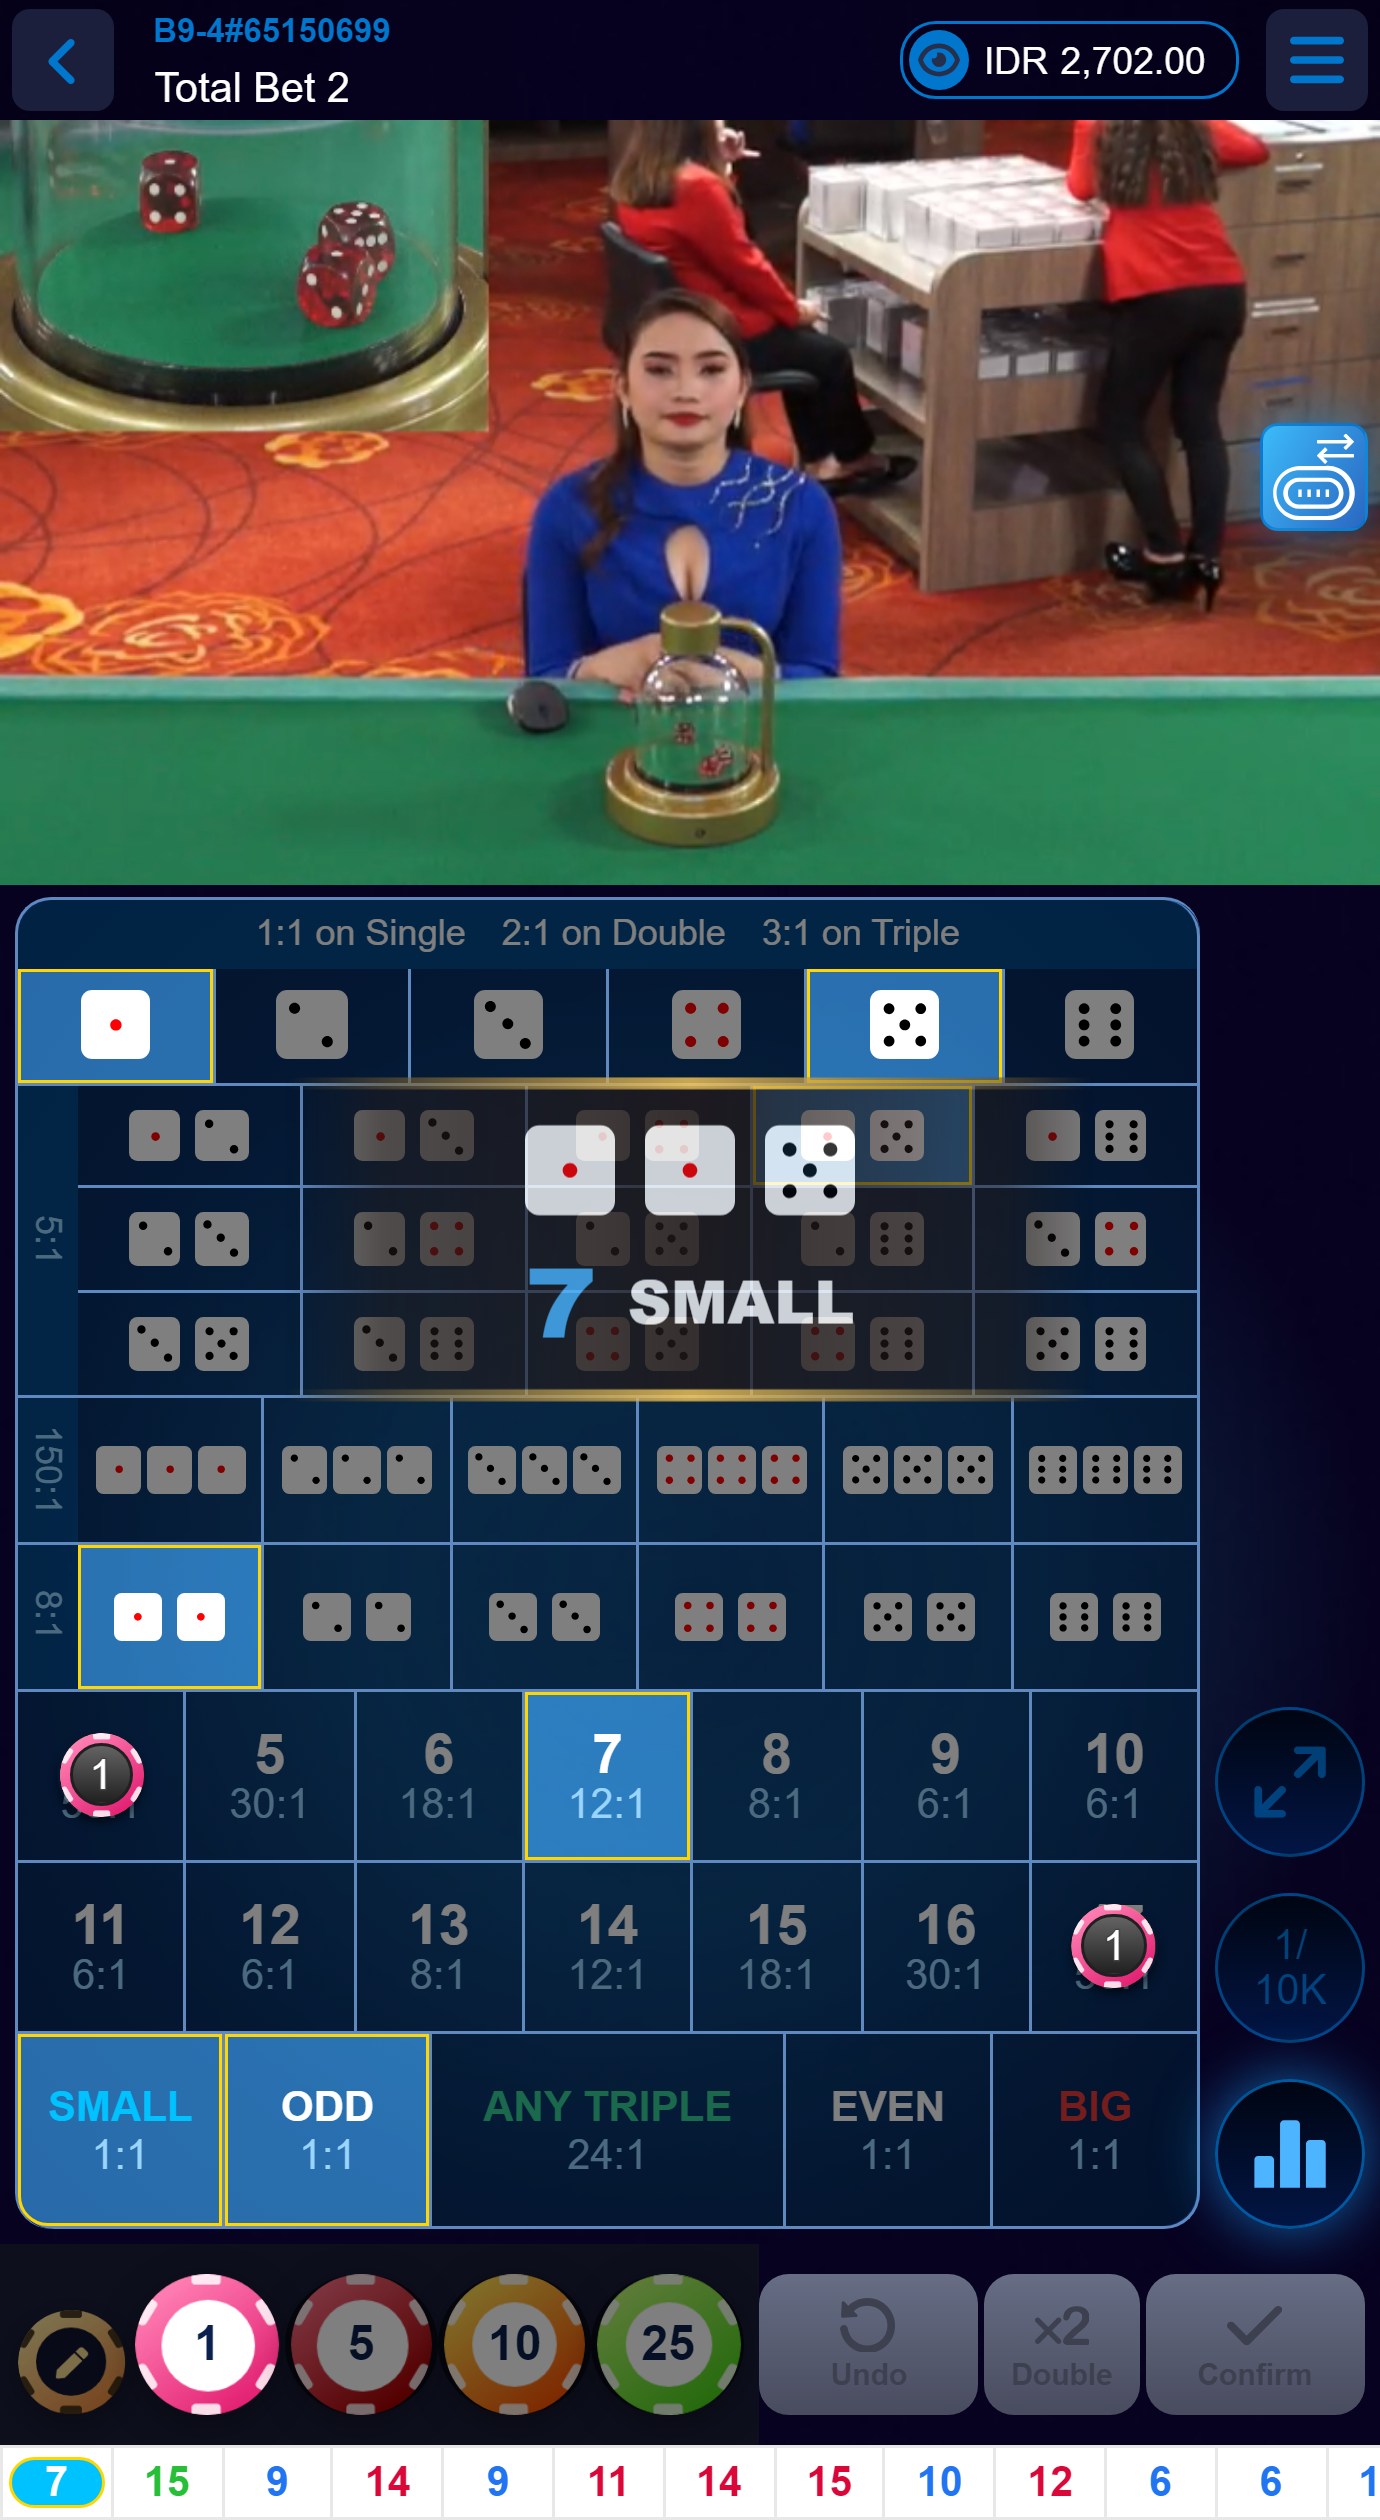 B9-4#65150699
Total Bet 2
IDR 2,702.00
1:1 on Single 2:1 on Double 3:1 on Triple
5:1
7 SMALL
150:1
8:1
1 5 6 7 8 9 10
30:1 18:1 12:1 8:1 6:1 6:1
11 12 13 14 15 16 1
6:1 6:1 8:1 12:1 18:1 30:1
1/
10K
SMALL ODD ANY TRIPLE EVEN BIG
1:1 1:1 24:1 1:1 1:1
1 5 10 25
x2
Undo Double Confirm
7 15 9 14 9 11 14 15 10 12 6 6 1